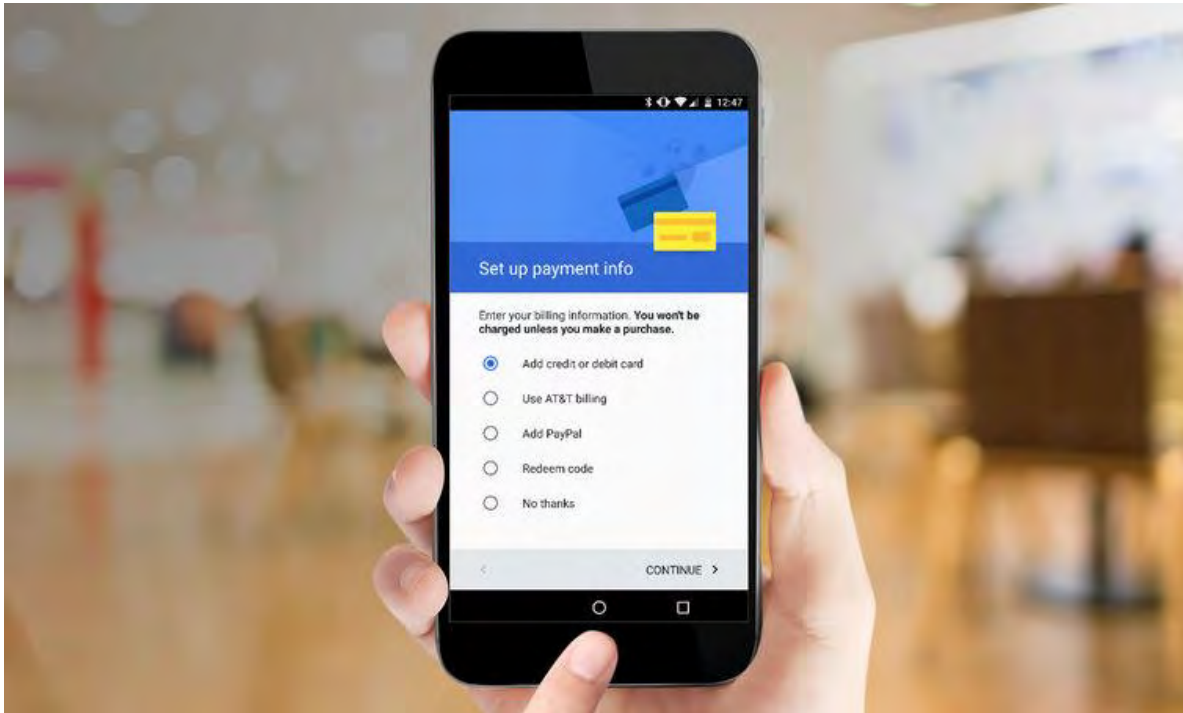 12:47
Set up payment info
Enter your billing information. You won't be
charged unless you make a purchase.
Add credit or debit card
Use AT&T billing
Add PayPal
Redeem code
No thanks
CONTINUE